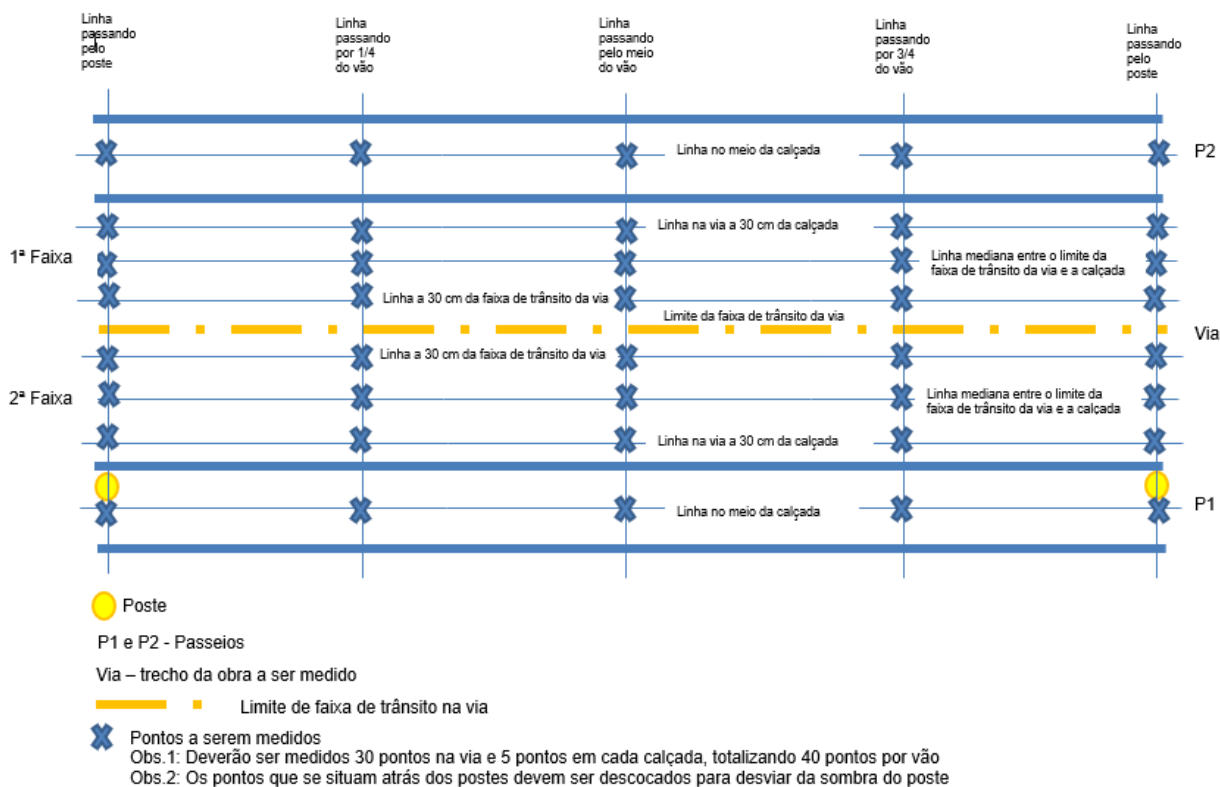 Linha
passando
pelo
poste
Linha
passando
por 1/4
do vão
Linha
passando
pelo meio
do vão
Linha
passando
por 3/4
do vão
Linha
passando
pelo
poste
Linha no meio da calçada
P2
Linha na via a 30 cm da calçada
1ª Faixa
Linha mediana entre o limite da
faixa de trânsito da via e a calçada
Linha a 30 cm da faixa de trânsito da via
Limite da faixa de trânsito da via
Via
Linha a 30 cm da faixa de trânsito da via
2ª Faixa
Linha mediana entre o limite da
faixa de trânsito da via e a calçada
Linha na via a 30 cm da calçada
P1
Linha no meio da calçada
Poste
P1 e P2 - Passeios
Via – trecho da obra a ser medido
Limite de faixa de trânsito na via
Pontos a serem medidos
Obs.1: Deverão ser medidos 30 pontos na via e 5 pontos em cada calçada, totalizando 40 pontos por vão
Obs.2: Os pontos que se situam atrás dos postes devem ser descocados para desviar da sombra do poste